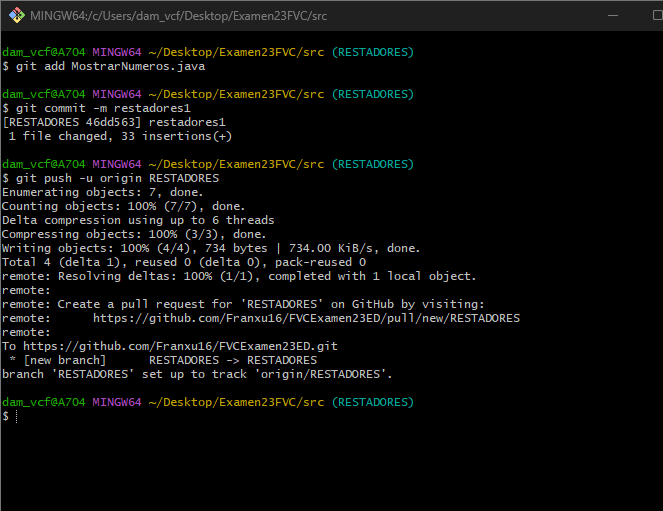 MINGW64:/c/Users/dam_vcf/Desktop/Examen23FVC/src
dam_vcf@A704 MINGW64 ~/Desktop/Examen23FVC/src (RESTADORES)
$ git add MostrarNumeros.java
dam_vcf@A704 MINGW64 ~/Desktop/Examen23FVC/src (RESTADORES)
$ git commit -m restadores1
[RESTADORES 46dd563] restadores1
 1 file changed, 33 insertions(+)
dam_vcf@A704 MINGW64 ~/Desktop/Examen23FVC/src (RESTADORES)
$ git push -u origin RESTADORES
Enumerating objects: 7, done.
Counting objects: 100% (7/7), done.
Delta compression using up to 6 threads
Compressing objects: 100% (3/3), done.
Writing objects: 100% (4/4), 734 bytes | 734.00 KiB/s, done.
Total 4 (delta 1), reused 0 (delta 0), pack-reused 0
remote: Resolving deltas: 100% (1/1), completed with 1 local object.
remote:
remote: Create a pull request for 'RESTADORES' on GitHub by visiting:
remote:      https://github.com/Franxu16/FVCExamen23ED/pull/new/RESTADORES
remote:
To https://github.com/Franxu16/FVCExamen23ED.git
 * [new branch]      RESTADORES -> RESTADORES
branch 'RESTADORES' set up to track 'origin/RESTADORES'.
dam_vcf@A704 MINGW64 ~/Desktop/Examen23FVC/src (RESTADORES)
$